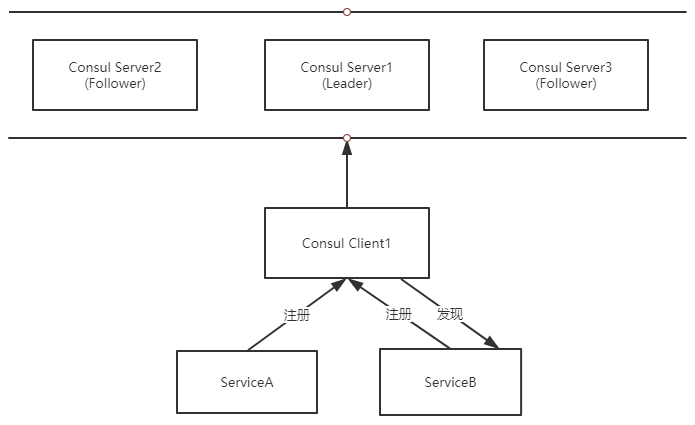 Consul Server2
(Follower)
Consul Server1
(Leader)
Consul Server3
(Follower)
Consul Client1
注册
注册
发现
ServiceA
ServiceB